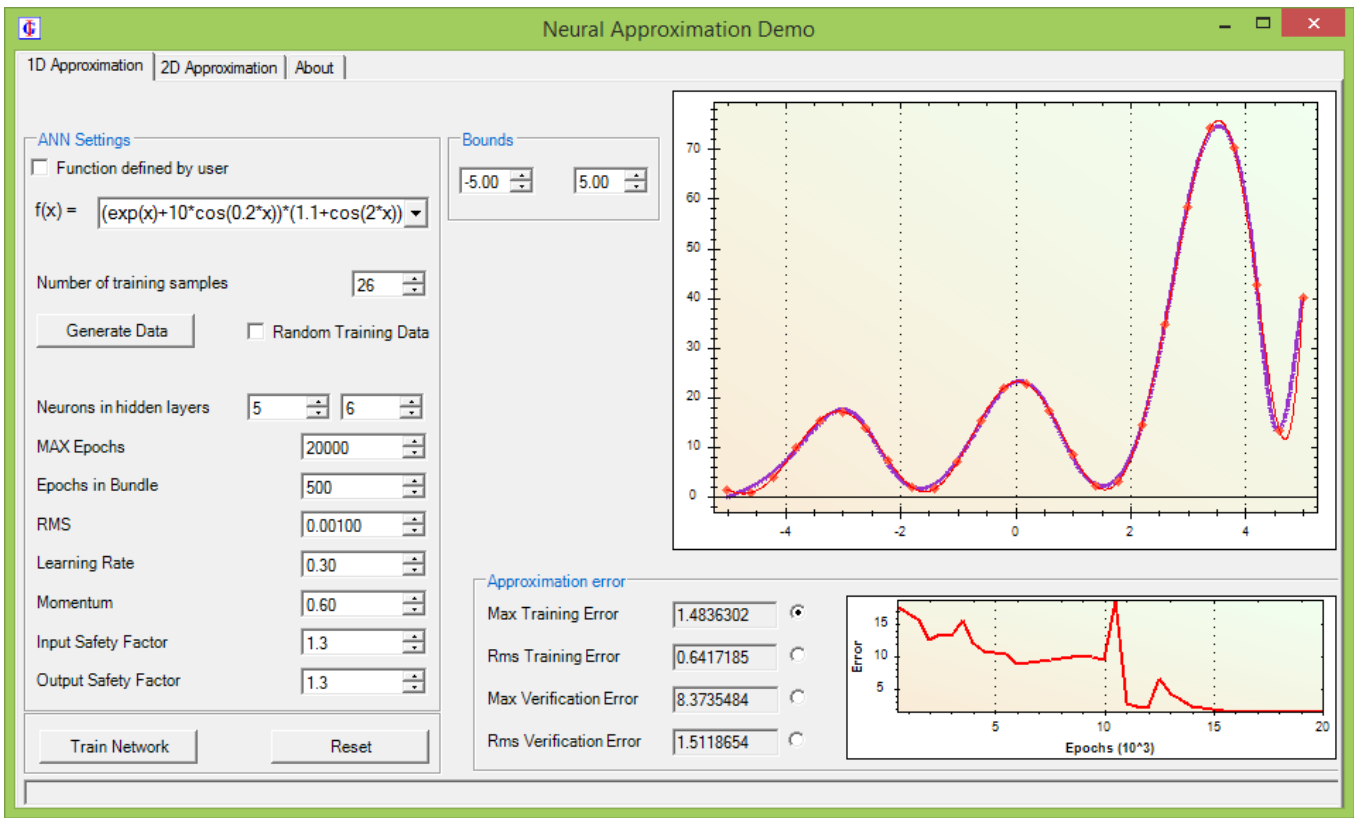 Neural Approximation Demo
1D Approximation 2D Approximation About
ANN Settings
Function defined by user
f(x) = (exp(x)+10*cos(0.2*x))*(1.1+cos(2*x))
Number of training samples 26
Generate Data Random Training Data
Neurons in hidden layers 5 6
MAX Epochs 20000
Epochs in Bundle 500
RMS 0.00100
Learning Rate 0.30
Momentum 0.60
Input Safety Factor 1.3
Output Safety Factor 1.3
Train Network Reset
Bounds
-5.00 5.00
70
60
50
40
30
20
10
0
-4 -2 0 2 4
Approximation error
Max Training Error 1.4836302
Rms Training Error 0.6417185
Max Verification Error 8.3735484
Rms Verification Error 1.5118654
Error
15
10
5
5 10 15 20
Epochs (10^3)